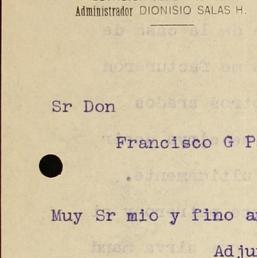 Administrador DIONISIO SALAS H.
Sr Don
Francisco G P
Muy Sr mio y fino a
Adju